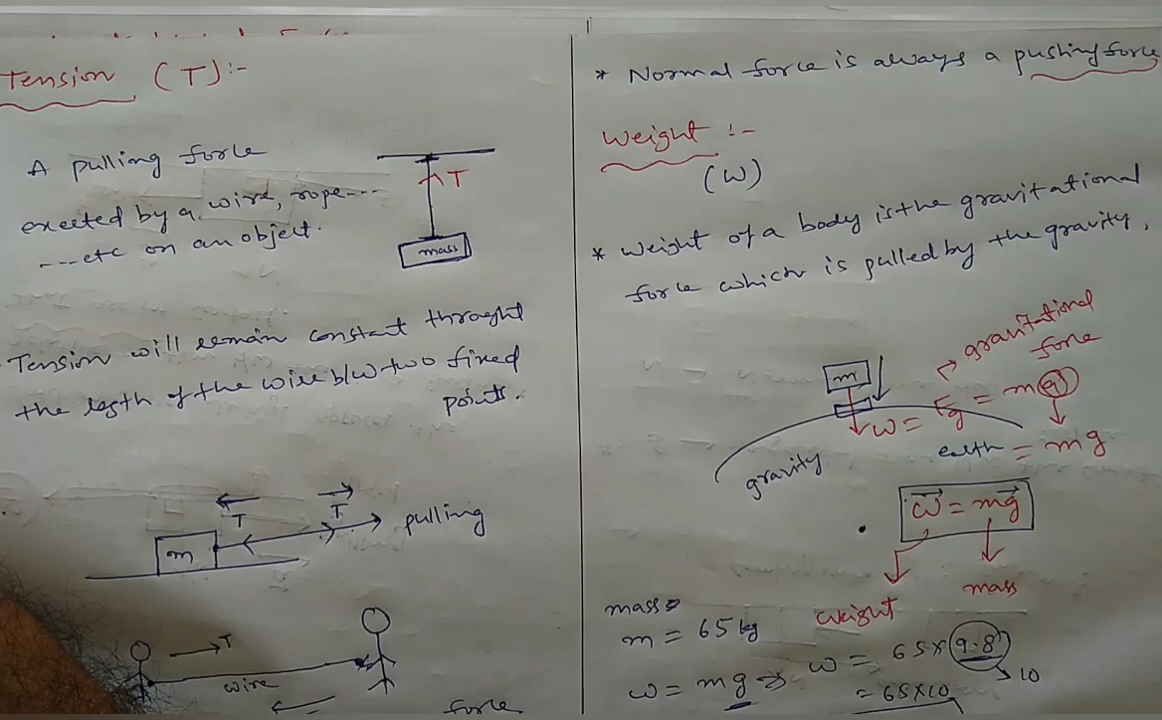 Tension (T):-
A pulling force
exerted by a wire, rope---
---etc on an object.
T
mass
Tension will remain constant throught
the legth of the wire b/w two fixed
points.
T
T
pulling
m
T
wire
force
* Normal force is always a pushing force
Weight :-
(W)
* Weight of a body is the gravitational
force which is pulled by the gravity.
gravitational
force
m
W = Fg = m(g)
earth = mg
gravity
W = mg
weight
mass
mass =
m = 65 kg
W = mg
W = 65×(9.8)
10
= 65×10